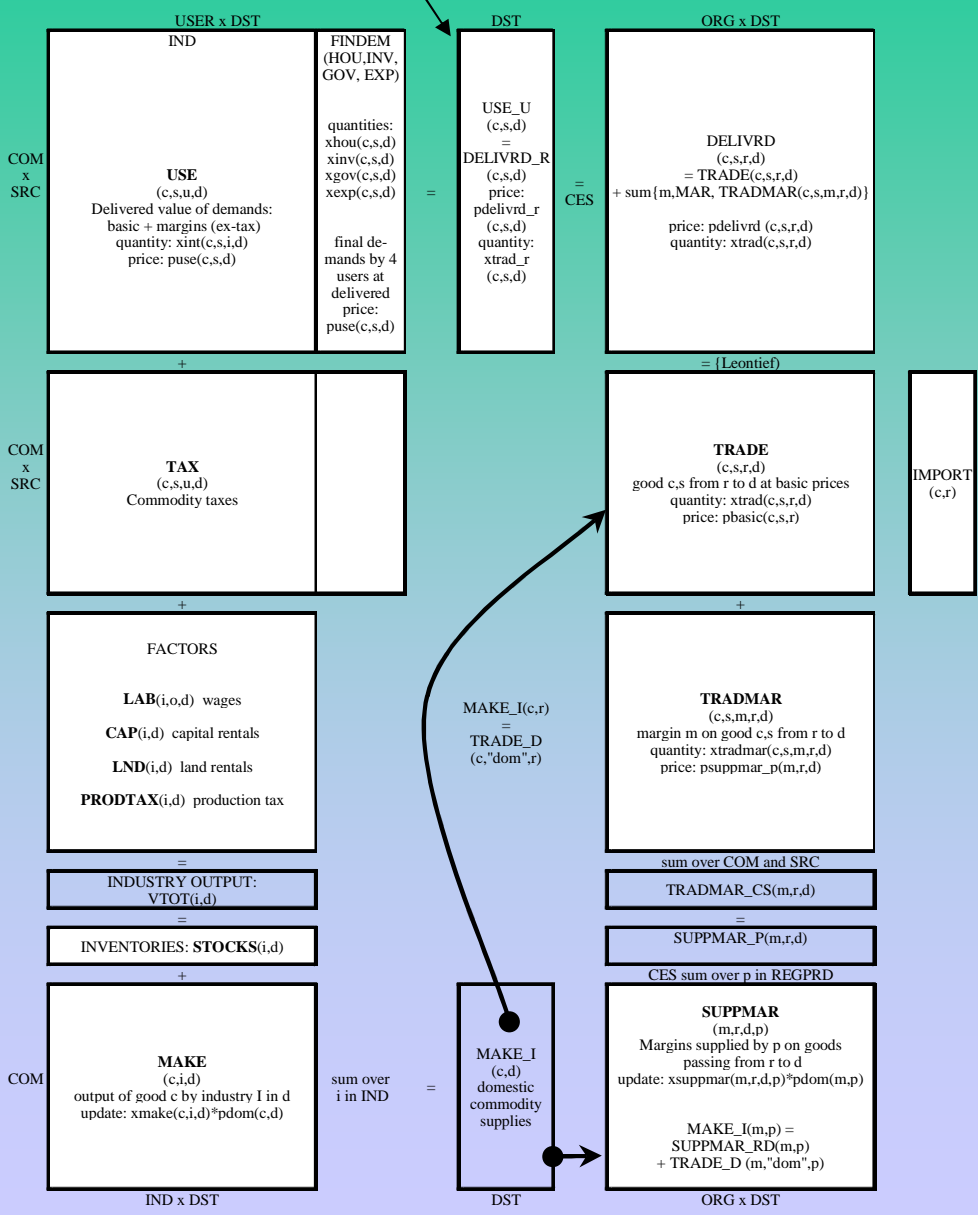 USER x DST
DST
ORG x DST
IND
FINDEM
(HOU,INV,
GOV, EXP)
COM
x
SRC
USE
(c,s,u,d)
Delivered value of demands:
basic + margins (ex-tax)
quantity: xint(c,s,i,d)
price: puse(c,s,d)
quantities:
xhou(c,s,d)
xinv(c,s,d)
xgov(c,s,d)
xexp(c,s,d)
final de-
mands by 4
users at
delivered
price:
puse(c,s,d)
=
USE_U
(c,s,d)
=
DELIVRD_R
(c,s,d)
price:
pdelivrd_r
(c,s,d)
quantity:
xtrad_r
(c,s,d)
=
CES
DELIVRD
(c,s,r,d)
= TRADE(c,s,r,d)
+ sum{m,MAR, TRADMAR(c,s,m,r,d)}
price: pdelivrd (c,s,r,d)
quantity: xtrad(c,s,r,d)
+
= {Leontief)
COM
x
SRC
TAX
(c,s,u,d)
Commodity taxes
TRADE
(c,s,r,d)
good c,s from r to d at basic prices
quantity: xtrad(c,s,r,d)
price: pbasic(c,s,r)
IMPORT
(c,r)
+
+
FACTORS
LAB(i,o,d) wages
CAP(i,d) capital rentals
LND(i,d) land rentals
PRODTAX(i,d) production tax
MAKE_I(c,r)
=
TRADE_D
(c,"dom",r)
TRADMAR
(c,s,m,r,d)
margin m on good c,s from r to d
quantity: xtradmar(c,s,m,r,d)
price: psuppmar_p(m,r,d)
=
sum over COM and SRC
INDUSTRY OUTPUT:
VTOT(i,d)
TRADMAR_CS(m,r,d)
=
=
INVENTORIES: STOCKS(i,d)
SUPPMAR_P(m,r,d)
+
CES sum over p in REGPRD
COM
MAKE
(c,i,d)
output of good c by industry I in d
update: xmake(c,i,d)*pdom(c,d)
sum over
i in IND
=
MAKE_I
(c,d)
domestic
commodity
supplies
SUPPMAR
(m,r,d,p)
Margins supplied by p on goods
passing from r to d
update: xsuppmar(m,r,d,p)*pdom(m,p)
MAKE_I(m,p) =
SUPPMAR_RD(m,p)
+ TRADE_D (m,"dom",p)
IND x DST
DST
ORG x DST